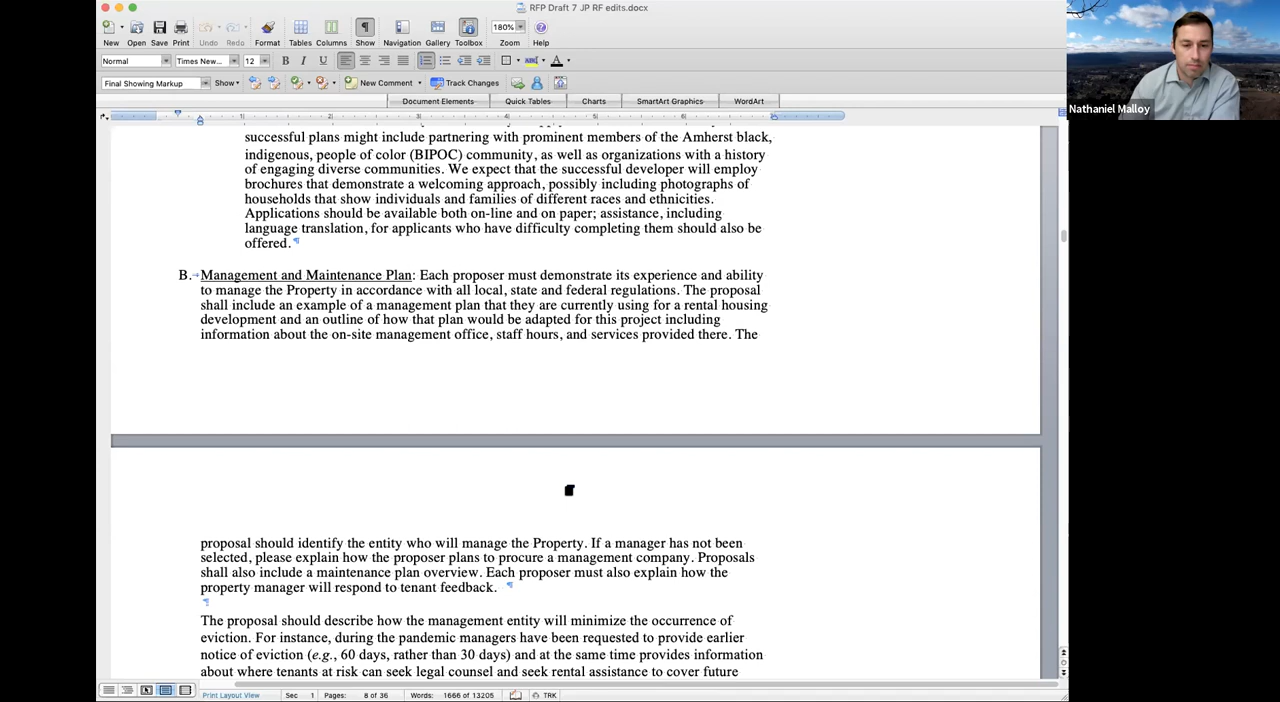 RFP Draft 7 JP RF edits.docx
New Open Save Print Undo Redo Format Tables Columns Show Navigation Gallery Toolbox Zoom Help
180%
Normal Times New... 12 B I U A
Final Showing Markup Show New Comment Track Changes
Document Elements Quick Tables Charts SmartArt Graphics WordArt
1 2 3 4 5 6
successful plans might include partnering with prominent members of the Amherst black,
indigenous, people of color (BIPOC) community, as well as organizations with a history
of engaging diverse communities. We expect that the successful developer will employ
brochures that demonstrate a welcoming approach, possibly including photographs of
households that show individuals and families of different races and ethnicities.
Applications should be available both on-line and on paper; assistance, including
language translation, for applicants who have difficulty completing them should also be
offered. ¶
B.→Management and Maintenance Plan: Each proposer must demonstrate its experience and ability
to manage the Property in accordance with all local, state and federal regulations. The proposal
shall include an example of a management plan that they are currently using for a rental housing
development and an outline of how that plan would be adapted for this project including
information about the on-site management office, staff hours, and services provided there. The
proposal should identify the entity who will manage the Property. If a manager has not been
selected, please explain how the proposer plans to procure a management company. Proposals
shall also include a maintenance plan overview. Each proposer must also explain how the
property manager will respond to tenant feedback. ¶
¶
The proposal should describe how the management entity will minimize the occurrence of
eviction. For instance, during the pandemic managers have been requested to provide earlier
notice of eviction (e.g., 60 days, rather than 30 days) and at the same time provides information
about where tenants at risk can seek legal counsel and seek rental assistance to cover future
Print Layout View Sec 1 Pages: 8 of 36 Words: 1666 of 13205 TRK
Nathaniel Malloy